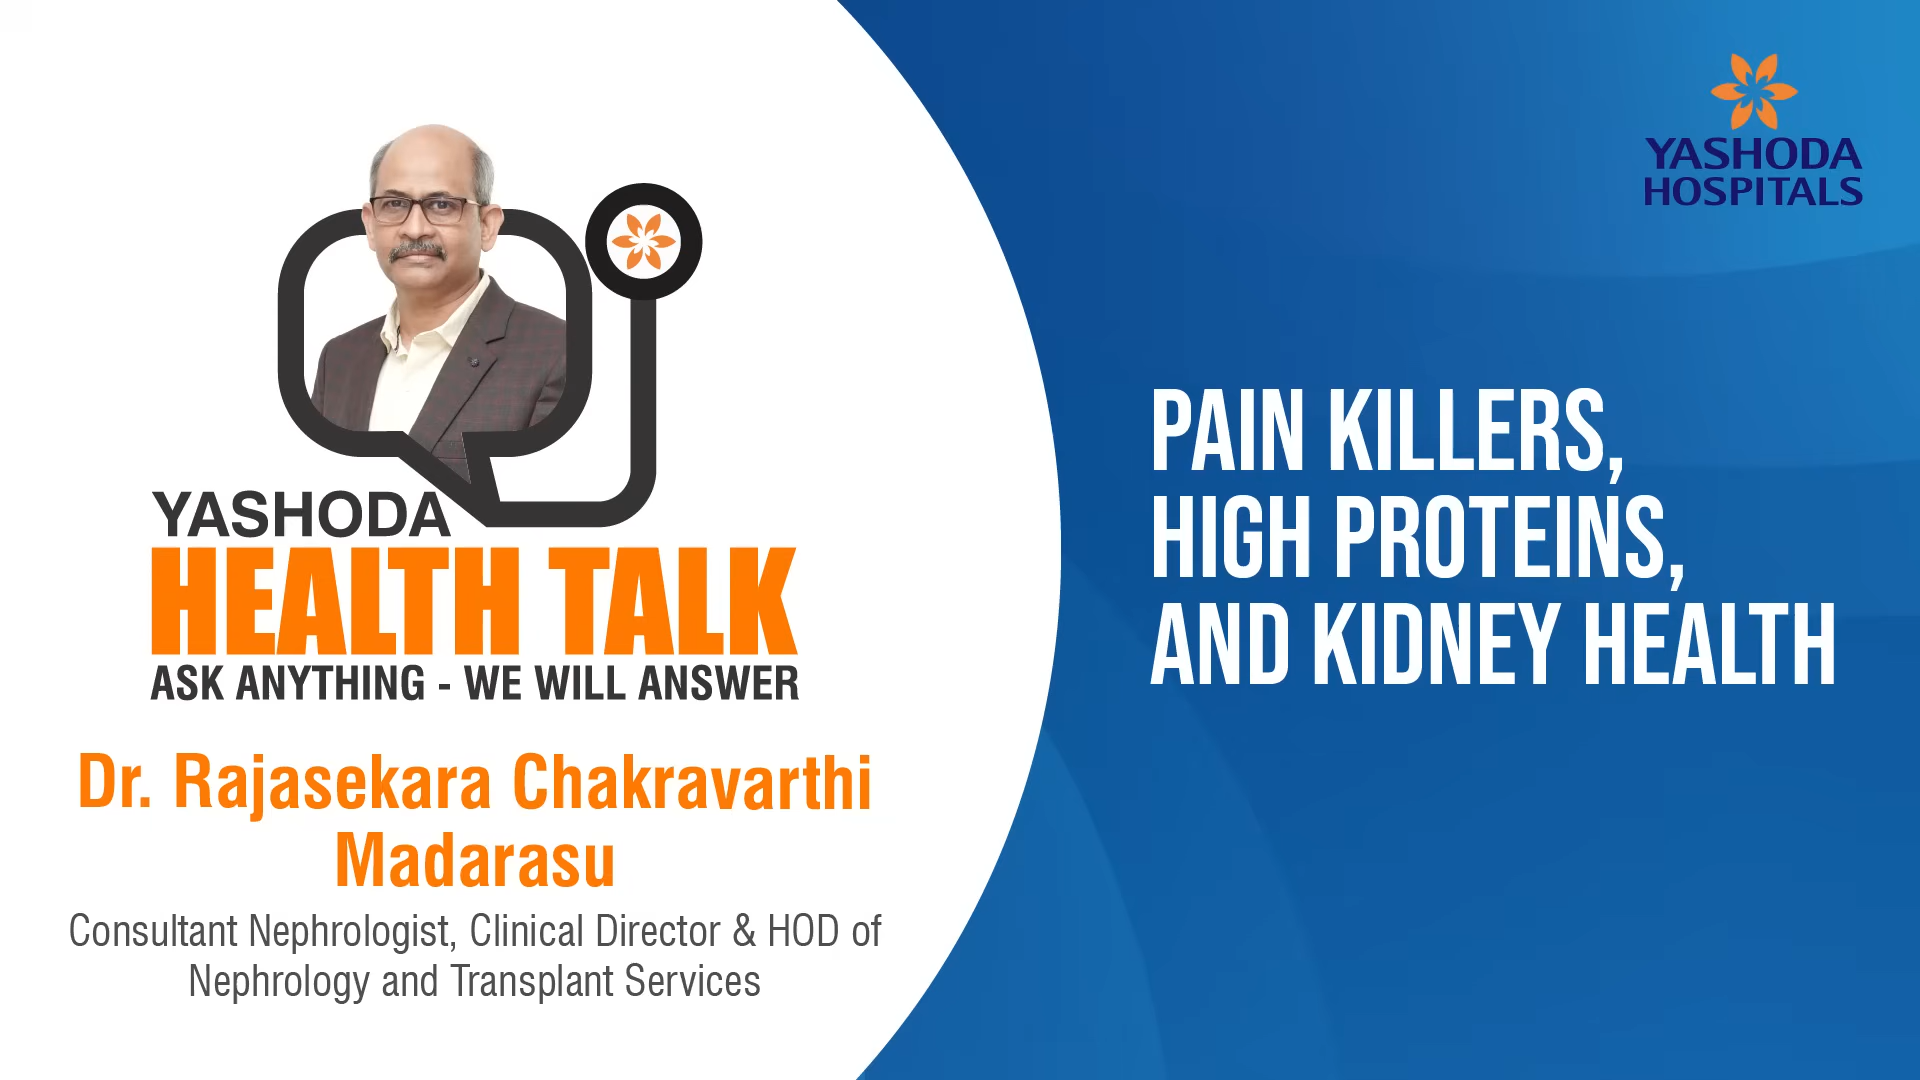 YASHODA
HEALTH TALK
ASK ANYTHING - WE WILL ANSWER
Dr. Rajasekara Chakravarthi
Madarasu
Consultant Nephrologist, Clinical Director & HOD of
Nephrology and Transplant Services
YASHODA
HOSPITALS
PAIN KILLERS,
HIGH PROTEINS,
AND KIDNEY HEALTH